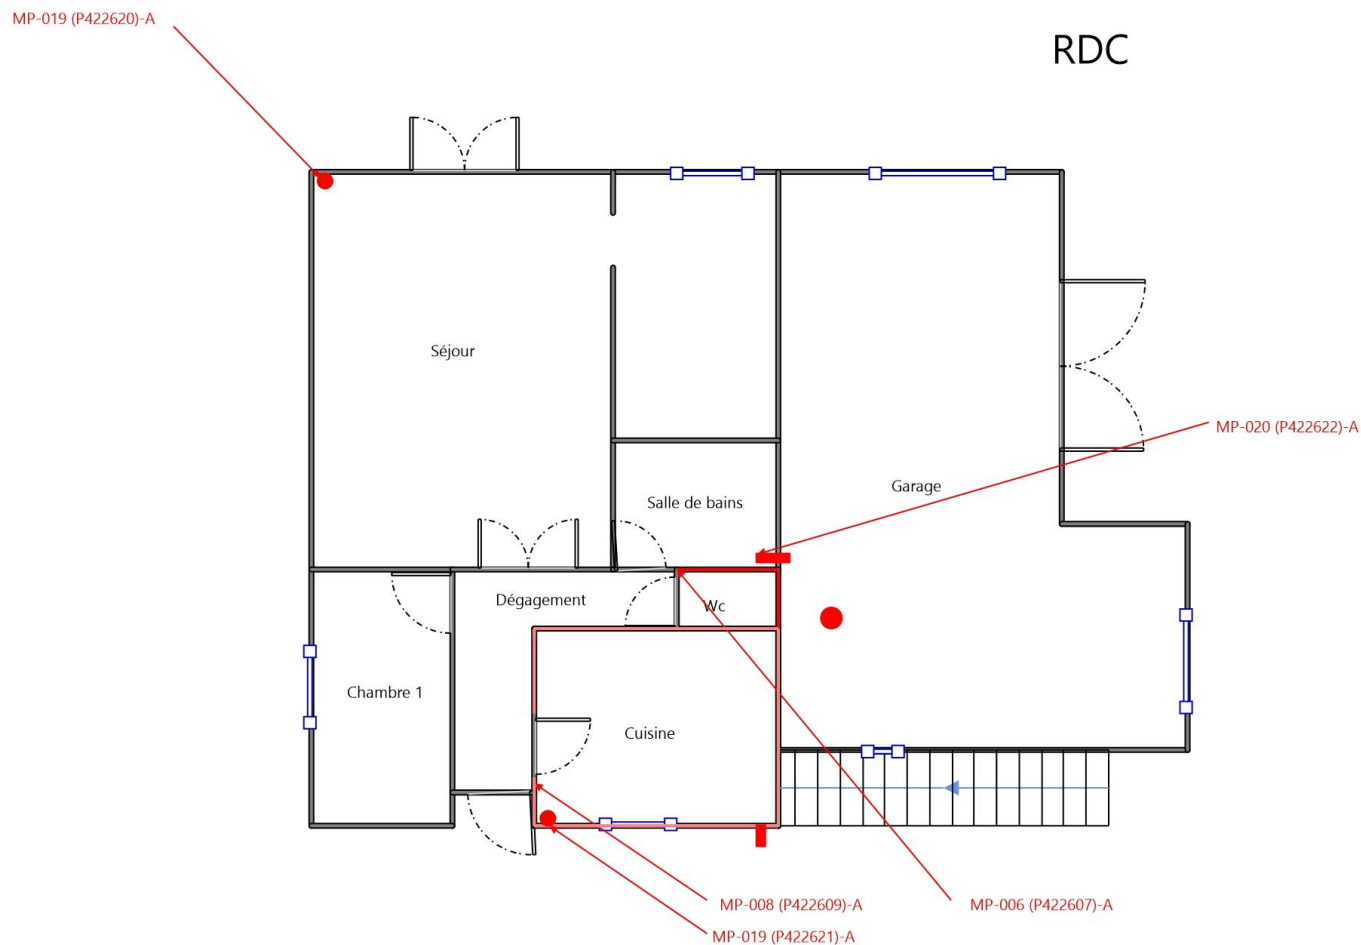 MP-019 (P422620)-A
RDC
Séjour
MP-020 (P422622)-A
Garage
Salle de bains
Dégagement
Wc
Chambre 1
Cuisine
MP-008 (P422609)-A
MP-006 (P422607)-A
MP-019 (P422621)-A